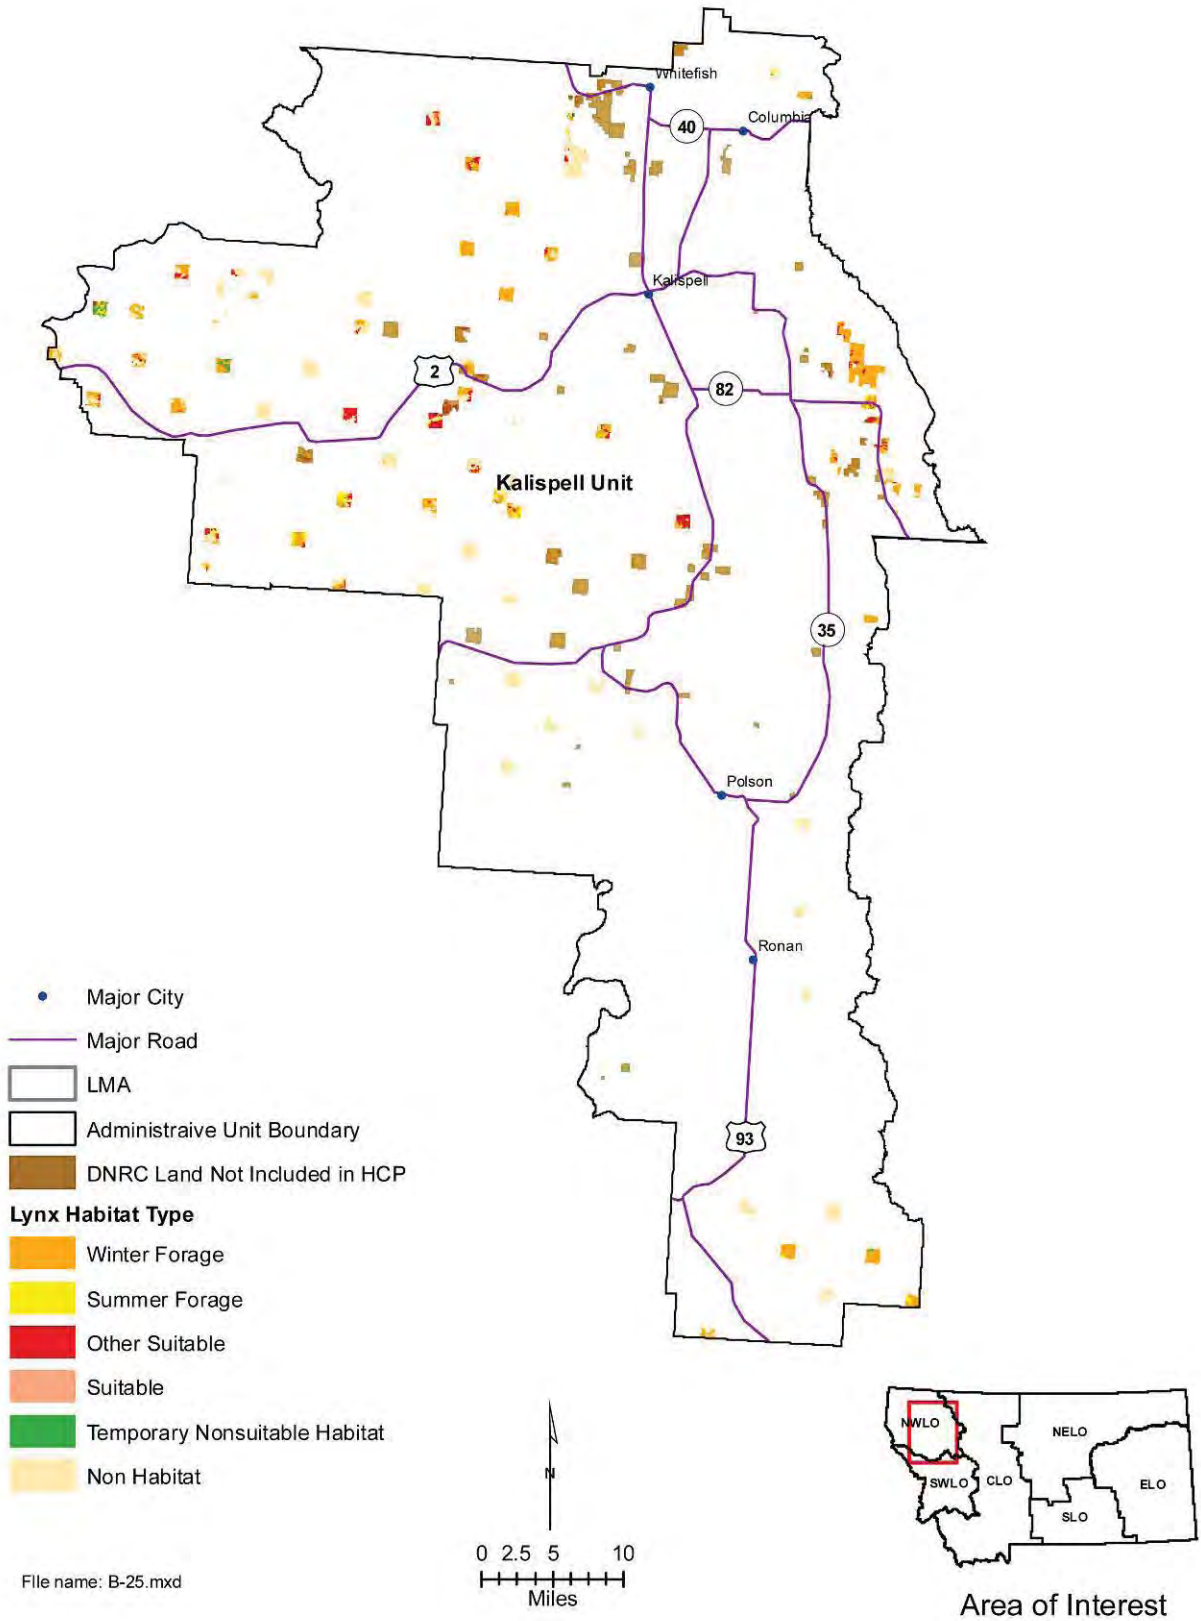 Whitefish
40
Columbia
Kalispell
2
82
Kalispell Unit
35
Polson
Ronan
93
Major City
Major Road
LMA
Administraive Unit Boundary
DNRC Land Not Included in HCP
Lynx Habitat Type
Winter Forage
Summer Forage
Other Suitable
Suitable
Temporary Nonsuitable Habitat
Non Habitat
N
0 2.5 5 10
Miles
FIle name: B-25.mxd
NWLO
NELO
SWLO
CLO
ELO
SLO
Area of Interest